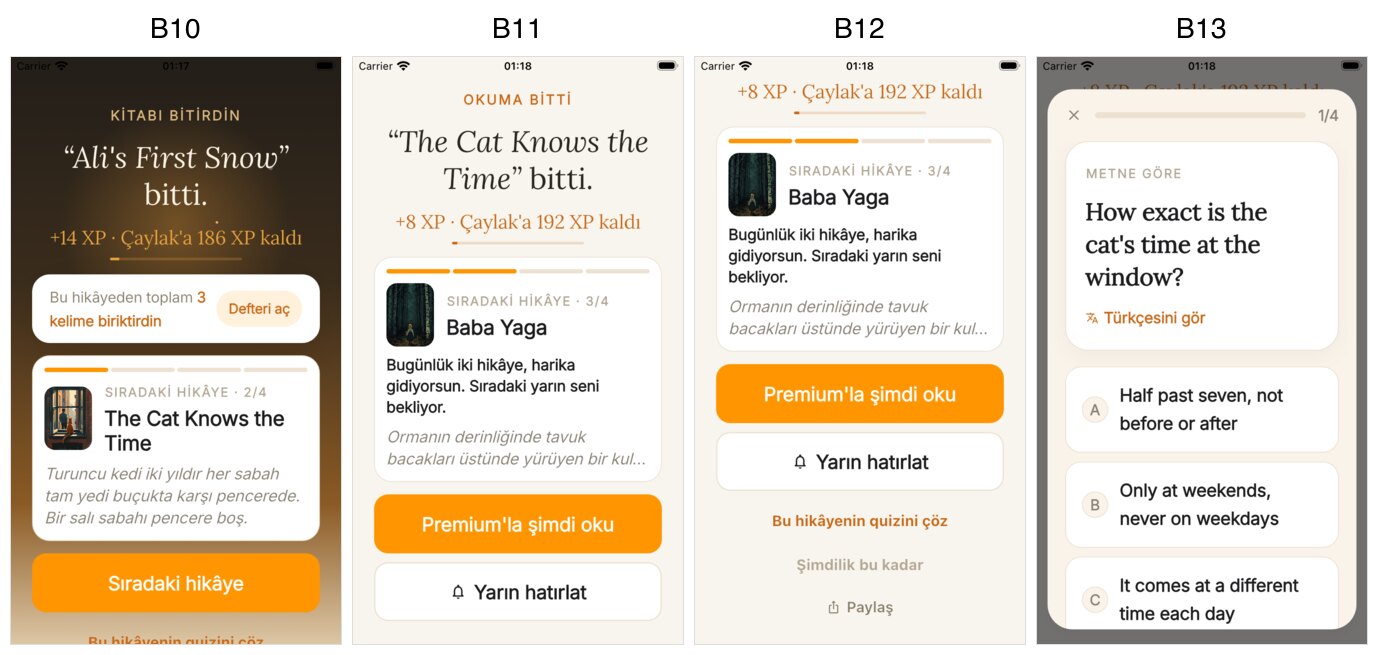 B10
Carrier 01:17
KİTABI BİTİRDİN
“Ali's First Snow”
bitti.
+14 XP · Çaylak'a 186 XP kaldı
Bu hikâyeden toplam 3
kelime biriktirdin
Defteri aç
SIRADAKİ HİKÂYE · 2/4
The Cat Knows the
Time
Turuncu kedi iki yıldır her sabah
tam yedi buçukta karşı pencerede.
Bir salı sabahı pencere boş.
Sıradaki hikâye
Bu hikâyenin quizini çöz
B11
Carrier 01:18
OKUMA BİTTİ
“The Cat Knows the
Time” bitti.
+8 XP · Çaylak'a 192 XP kaldı
SIRADAKİ HİKÂYE · 3/4
Baba Yaga
Bugünlük iki hikâye, harika
gidiyorsun. Sıradaki yarın seni
bekliyor.
Ormanın derinliğinde tavuk
bacakları üstünde yürüyen bir kul...
Premium'la şimdi oku
Yarın hatırlat
B12
Carrier 01:18
+8 XP · Çaylak'a 192 XP kaldı
SIRADAKİ HİKÂYE · 3/4
Baba Yaga
Bugünlük iki hikâye, harika
gidiyorsun. Sıradaki yarın seni
bekliyor.
Ormanın derinliğinde tavuk
bacakları üstünde yürüyen bir kul...
Premium'la şimdi oku
Yarın hatırlat
Bu hikâyenin quizini çöz
Şimdilik bu kadar
Paylaş
B13
Carrier 01:18
1/4
METNE GÖRE
How exact is the
cat's time at the
window?
Türkçesini gör
A Half past seven, not
before or after
B Only at weekends,
never on weekdays
C It comes at a different
time each day